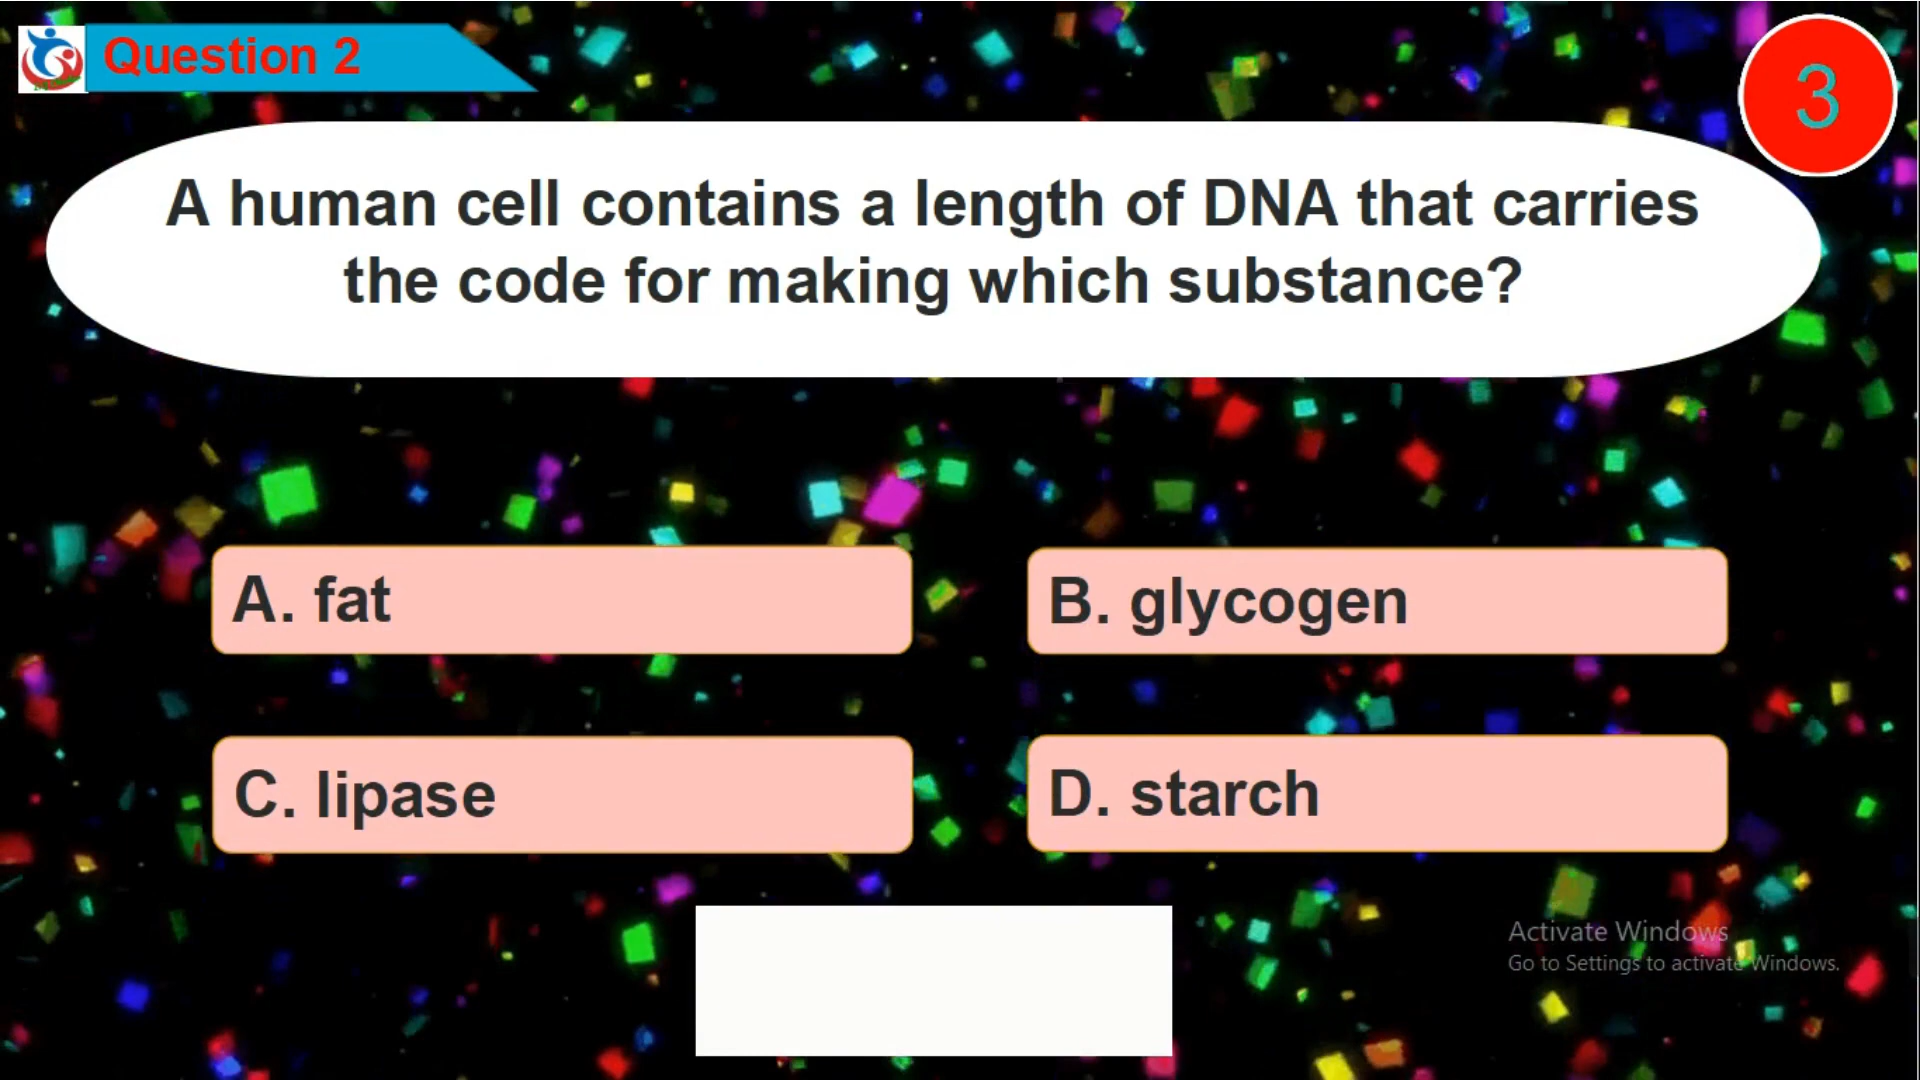 Question 2
3
A human cell contains a length of DNA that carries
the code for making which substance?
A. fat
B. glycogen
C. lipase
D. starch
Activate Windows
Go to Settings to activate Windows.